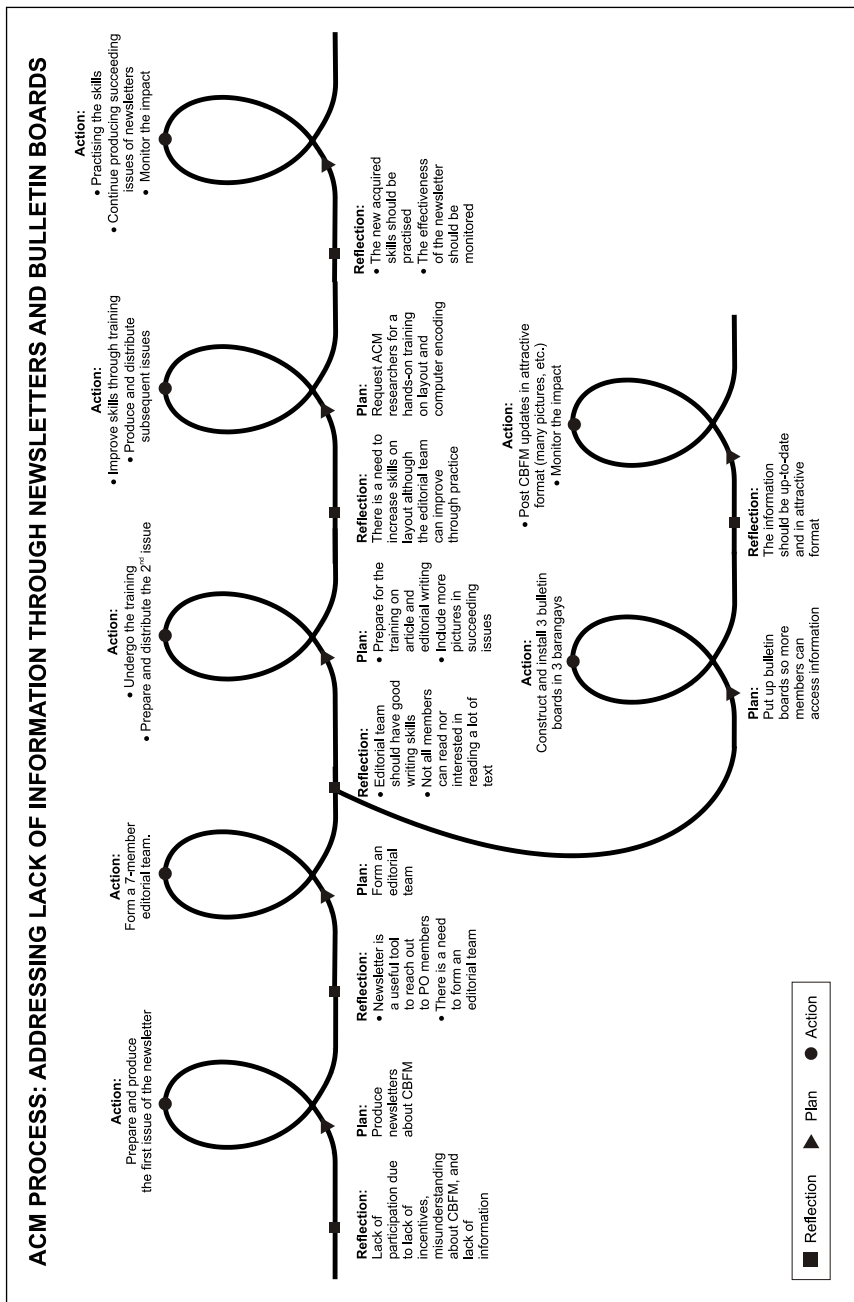 ACM PROCESS: ADDRESSING LACK OF INFORMATION THROUGH NEWSLETTERS AND BULLETIN BOARDS
Action:
Prepare and produce
the first issue of the newsletter
Action:
Form a 7-member
editorial team.
Action:
• Undergo the training
• Prepare and distribute the 2nd issue
Action:
• Improve skills through training
• Produce and distribute
subsequent issues
Action:
• Practising the skills
• Continue producing succeeding
issues of newsletters
• Monitor the impact
Reflection:
Lack of
participation due
to lack of
incentives,
misunderstanding
about CBFM, and
lack of
information
Plan:
Produce
newsletters
about CBFM
Reflection:
• Newsletter is
a useful tool
to reach out
to PO members
• There is a need
to form an
editorial team
Plan:
Form an
editorial
team
Reflection:
• Editorial team
should have good
writing skills
• Not all members
can read nor
interested in
reading a lot of
text
Plan:
• Prepare for the
training on
article and
editorial writing
• Include more
pictures in
succeeding
issues
Reflection:
There is a need to
increase skills on
layout although
the editorial team
can improve
through practice
Plan:
Request ACM
researchers for a
hands-on training
on layout and
computer encoding
Reflection:
• The new acquired
skills should be
practised
• The effectiveness
of the newsletter
should be
monitored
Action:
Construct and install 3 bulletin
boards in 3 barangays
Action:
• Post CBFM updates in attractive
format (many pictures, etc.)
• Monitor the impact
Plan:
Put up bulletin
boards so more
members can
access information
Reflection:
The information
should be up-to-date
and in attractive
format
Reflection
Plan
Action